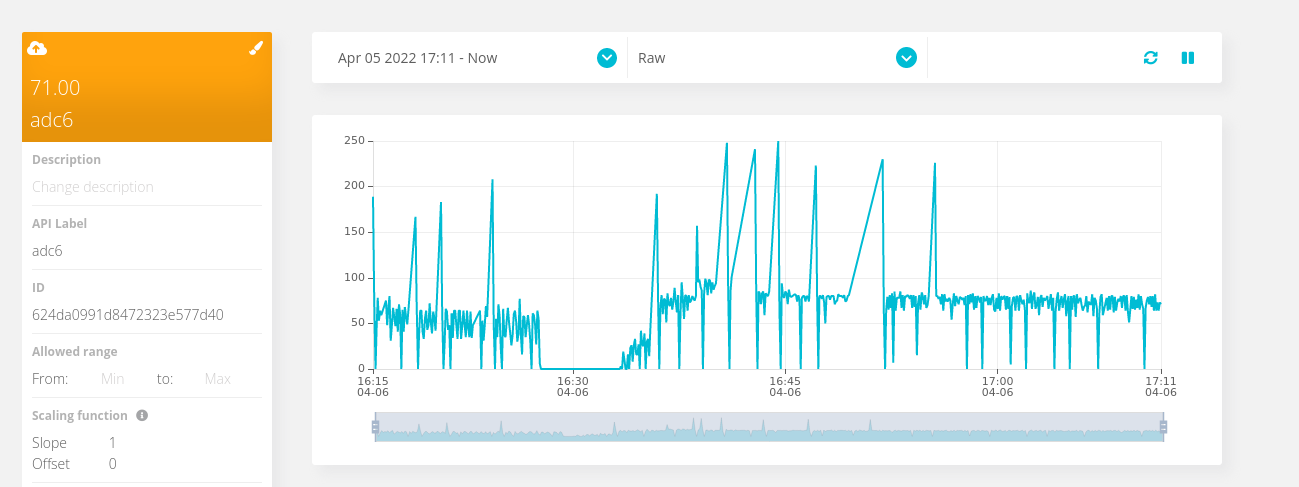 71.00
adc6
Description
Change description
API Label
adc6
ID
624da0991d8472323e577d40
Allowed range
From: Min to: Max
Scaling function
Slope 1
Offset 0
Apr 05 2022 17:11 - Now
Raw
250
200
150
100
50
0
16:15 16:30 16:45 17:00 17:11
04-06 04-06 04-06 04-06 04-06